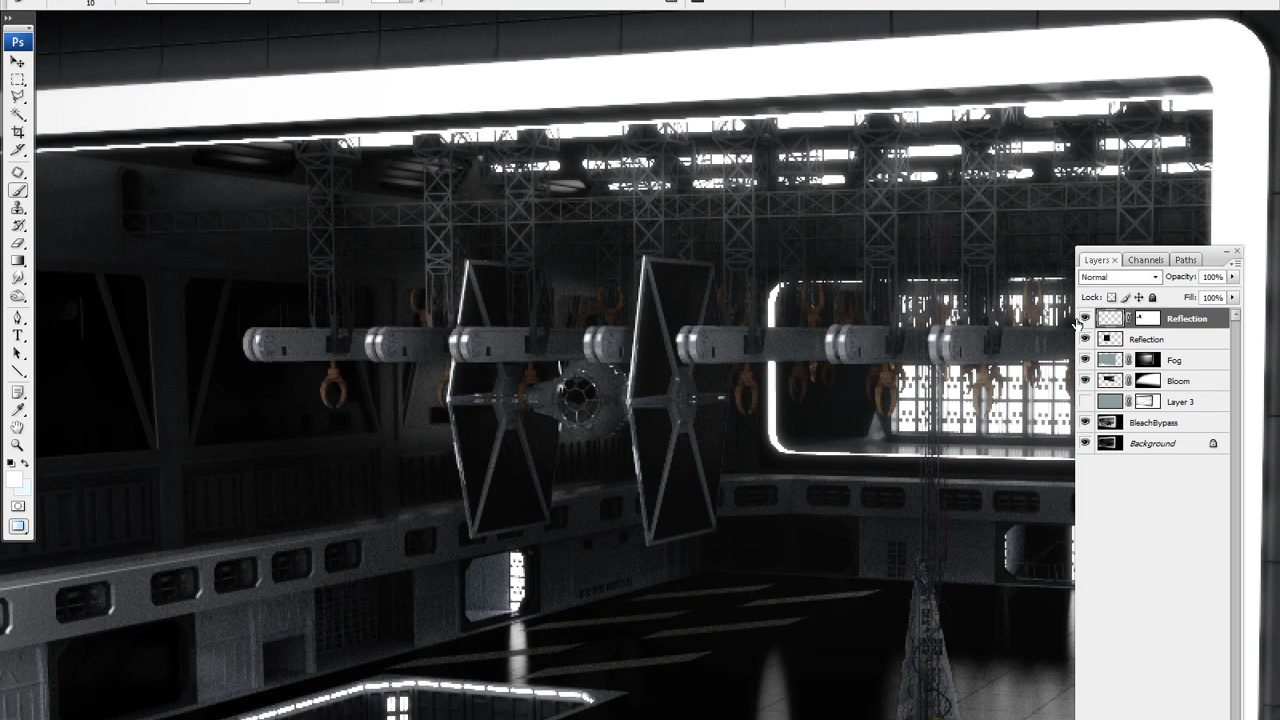 10
Ps
Layers × Channels Paths
Normal Opacity: 100%
Lock: Fill: 100%
Reflection
Reflection
Fog
Bloom
Layer 3
BleachBypass
Background
T